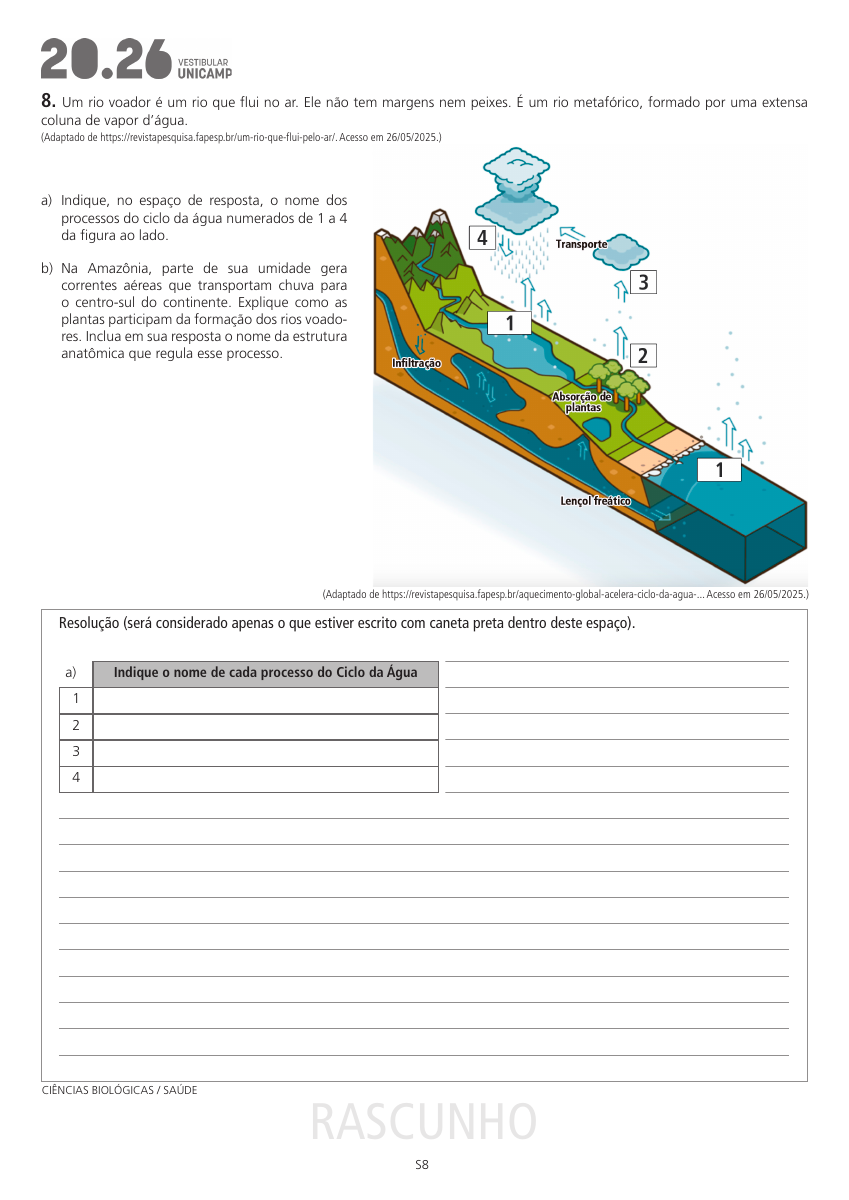 20.26 VESTIBULAR
UNICAMP
8. Um rio voador é um rio que flui no ar. Ele não tem margens nem peixes. É um rio metafórico, formado por uma extensa
coluna de vapor d’água.
(Adaptado de https://revistapesquisa.fapesp.br/um-rio-que-flui-pelo-ar/. Acesso em 26/05/2025.)
a) Indique, no espaço de resposta, o nome dos
processos do ciclo da água numerados de 1 a 4
da figura ao lado.
b) Na Amazônia, parte de sua umidade gera
correntes aéreas que transportam chuva para
o centro-sul do continente. Explique como as
plantas participam da formação dos rios voado-
res. Inclua em sua resposta o nome da estrutura
anatômica que regula esse processo.
4
Transporte
3
1
2
Infiltração
Absorção de
plantas
1
Lençol freático
(Adaptado de https://revistapesquisa.fapesp.br/aquecimento-global-acelera-ciclo-da-agua-... Acesso em 26/05/2025.)
Resolução (será considerado apenas o que estiver escrito com caneta preta dentro deste espaço).
a) Indique o nome de cada processo do Ciclo da Água
1
2
3
4
CIÊNCIAS BIOLÓGICAS / SAÚDE
RASCUNHO
S8